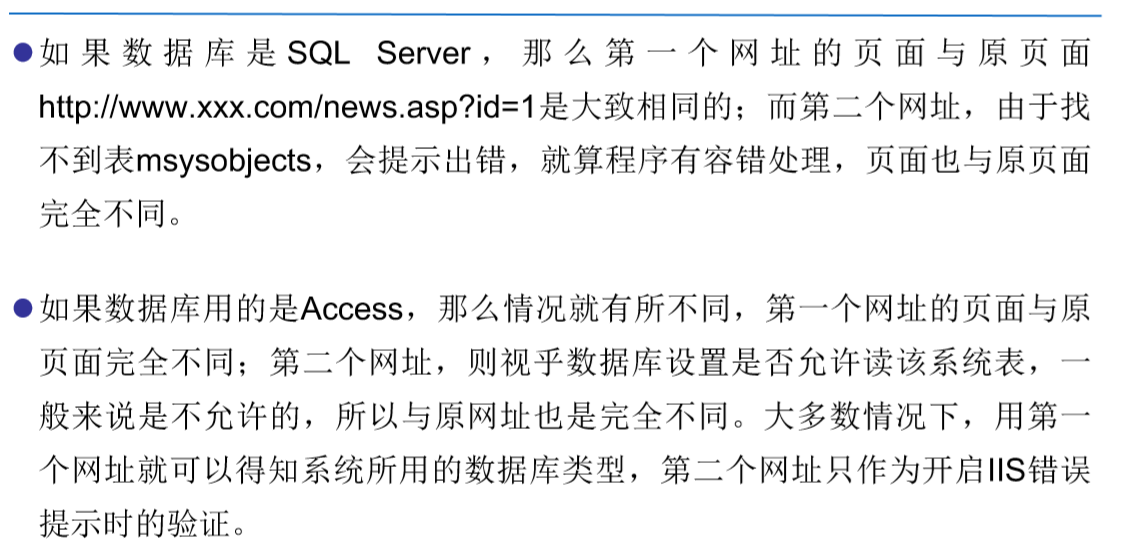 ●如果数据库是SQL Server，那么第一个网址的页面与原页面
http://www.xxx.com/news.asp?id=1是大致相同的；而第二个网址，由于找
不到表msysobjects，会提示出错，就算程序有容错处理，页面也与原页面
完全不同。
●如果数据库用的是Access，那么情况就有所不同，第一个网址的页面与原
页面完全不同；第二个网址，则视乎数据库设置是否允许读该系统表，一
般来说是不允许的，所以与原网址也是完全不同。大多数情况下，用第一
个网址就可以得知系统所用的数据库类型，第二个网址只作为开启IIS错误
提示时的验证。